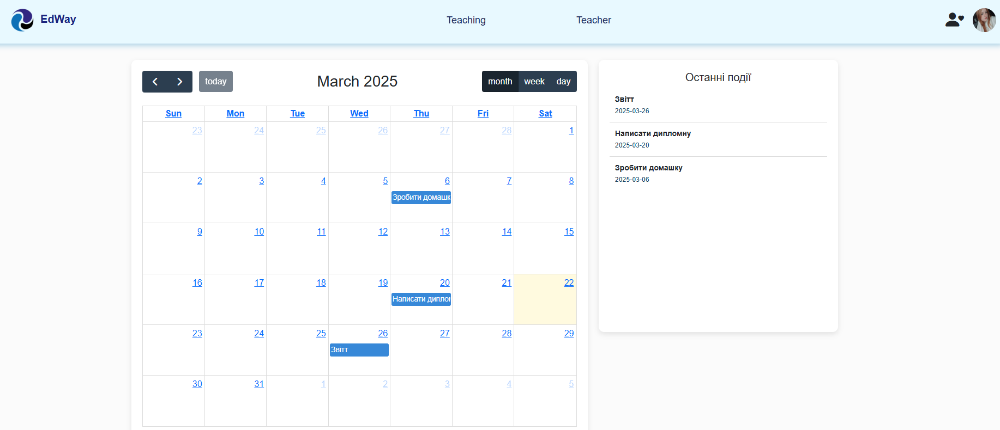 EdWay
Teaching
Teacher
today
March 2025
month
week
day
Sun Mon Tue Wed Thu Fri Sat
23 24 25 26 27 28 1
2 3 4 5 6 7 8
Зробити домашк
9 10 11 12 13 14 15
16 17 18 19 20 21 22
Написати дипло
23 24 25 26 27 28 29
Звітт
30 31 1 2 3 4 5
Останні події
Звітт
2025-03-26
Написати дипломну
2025-03-20
Зробити домашку
2025-03-06